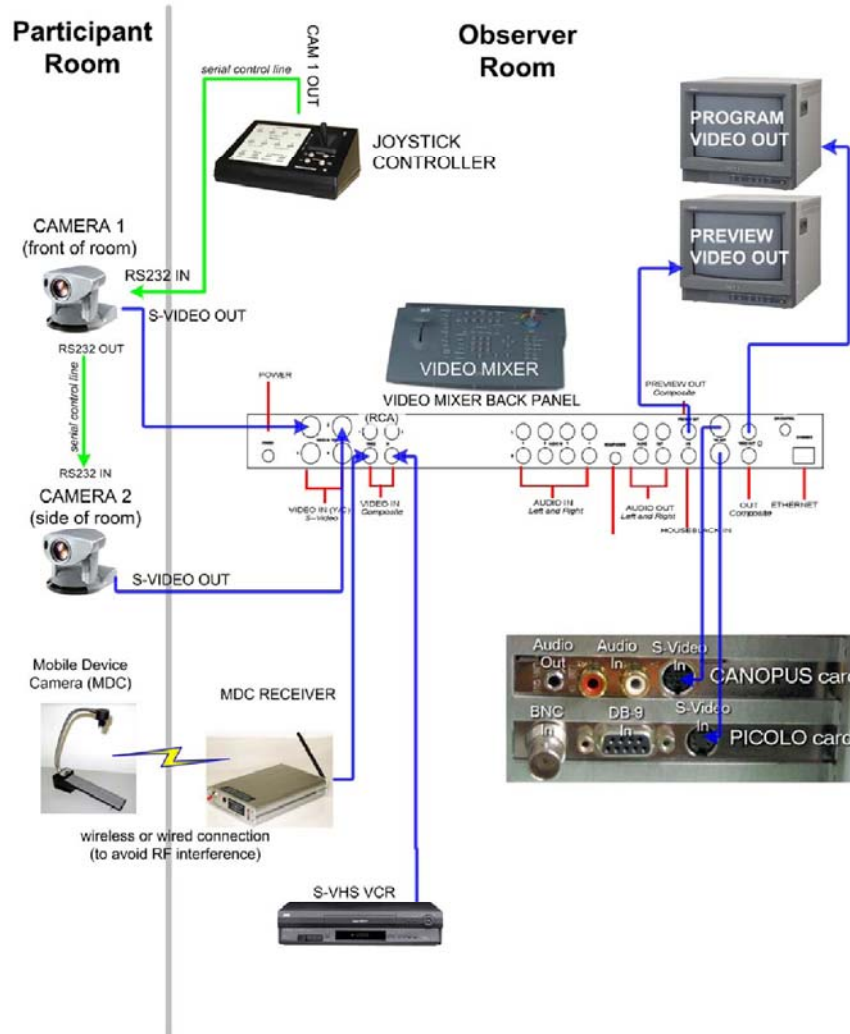 Participant
Room
Observer
Room
serial control line
CAM 1 OUT
JOYSTICK
CONTROLLER
PROGRAM
VIDEO OUT
PREVIEW
VIDEO OUT
CAMERA 1
(front of room)
RS232 IN
S-VIDEO OUT
RS232 OUT
serial control line
RS232 IN
CAMERA 2
(side of room)
S-VIDEO OUT
VIDEO MIXER
VIDEO MIXER BACK PANEL
POWER
(RCA)
PREVIEW OUT
Composite
VIDEO IN (Y/C)
S-Video
VIDEO IN
Composite
AUDIO IN
Left and Right
AUDIO OUT
Left and Right
HOUSEBLACK IN
OUT
Composite
ETHERNET
Audio
Out
Audio
In
S-Video
In
CANOPUS card
BNC
In
DB-9
In
S-Video
In
PICOLO card
Mobile Device
Camera (MDC)
MDC RECEIVER
wireless or wired connection
(to avoid RF interference)
S-VHS VCR